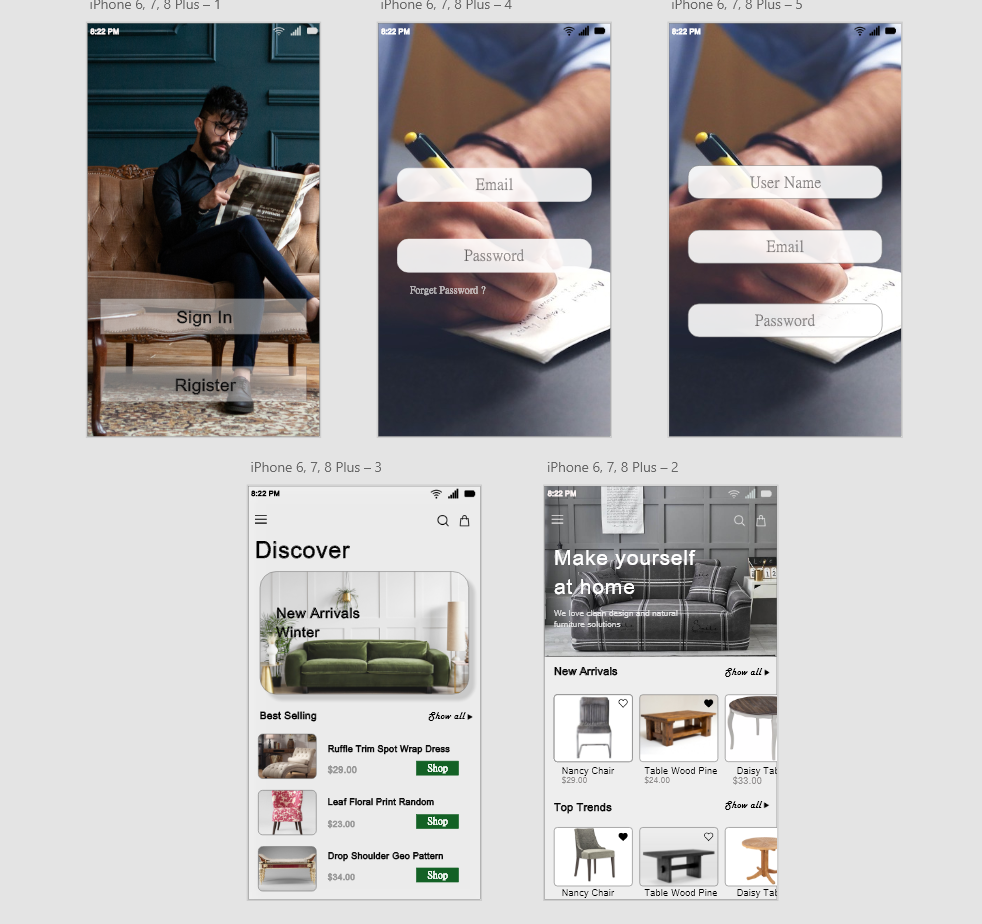 iPhone 6, 7, 8 Plus – 1
8:22 PM
Sign In
Rigister
iPhone 6, 7, 8 Plus – 4
8:22 PM
Email
Password
Forget Password ?
iPhone 6, 7, 8 Plus – 5
8:22 PM
User Name
Email
Password
iPhone 6, 7, 8 Plus – 3
8:22 PM
Discover
New Arrivals
Winter
Best Selling
Show all
Ruffle Trim Spot Wrap Dress
$29.00
Shop
Leaf Floral Print Random
$23.00
Shop
Drop Shoulder Geo Pattern
$34.00
Shop
iPhone 6, 7, 8 Plus – 2
8:22 PM
Make yourself
at home
We love clean design and natural
furniture solutions
New Arrivals
Show all
Nancy Chair
$29.00
Table Wood Pine
$24.00
Daisy Tab
$33.00
Top Trends
Show all
Nancy Chair
Table Wood Pine
Daisy Tab